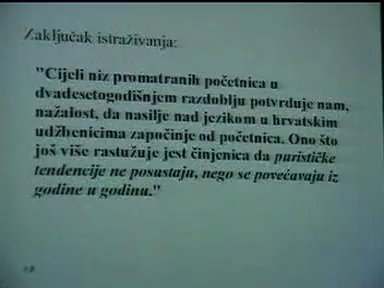 Zaključak istraživanja:
"Cijeli niz promatranih početnica u
dvadesetogodišnjem razdoblju potvrđuje nam,
nažalost, da nasilje nad jezikom u hrvatskim
udžbenicima započinje od početnica. Ono što
još više rastužuje jest činjenica da purističke
tendencije ne posustaju, nego se povećavaju iz
godine u godinu."